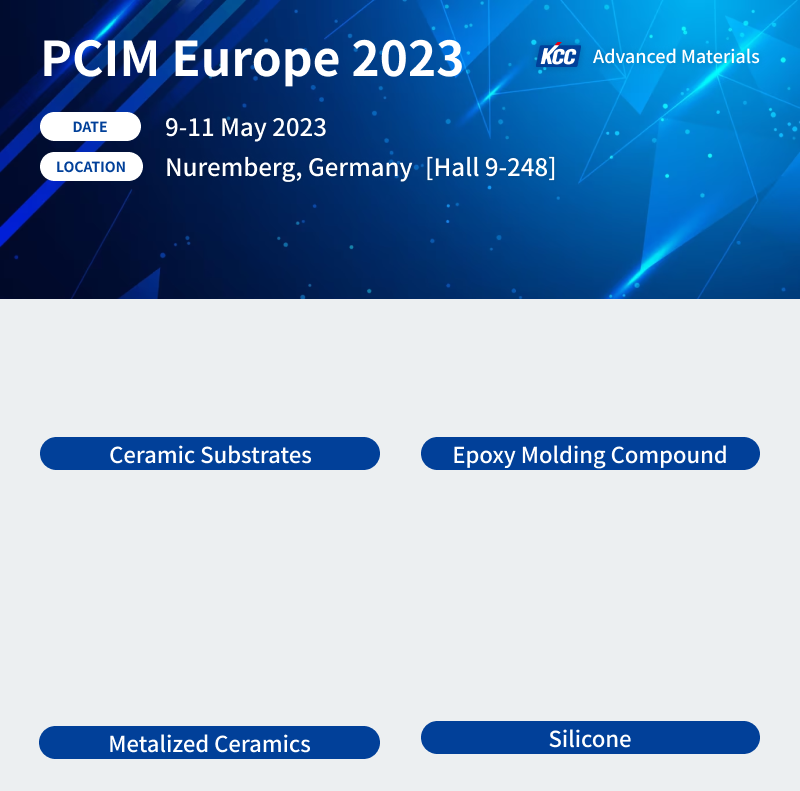 PCIM Europe 2023
KCC Advanced Materials
DATE 9-11 May 2023
LOCATION Nuremberg, Germany [Hall 9-248]
Ceramic Substrates
Epoxy Molding Compound
Metalized Ceramics
Silicone